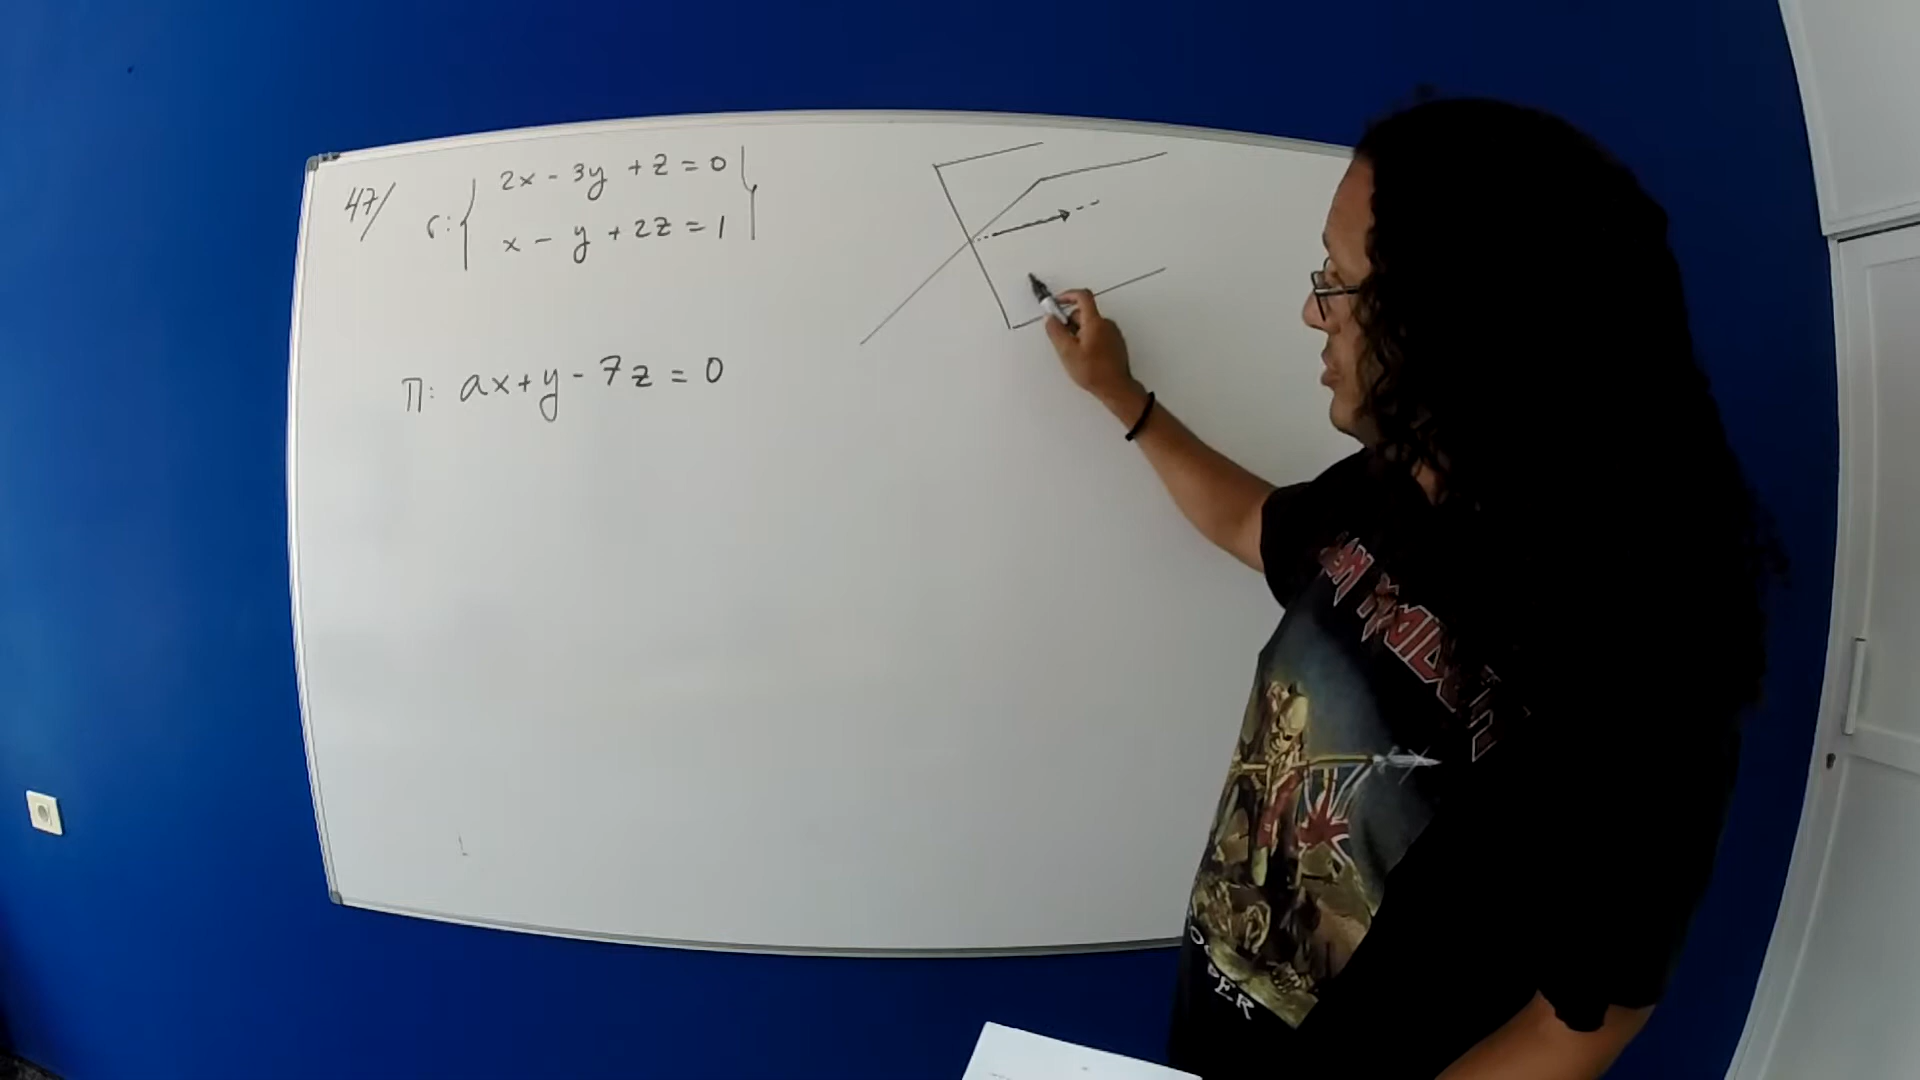 47/
r: { 2x - 3y + z = 0
x - y + 2z = 1 }
π: ax + y - 7z = 0